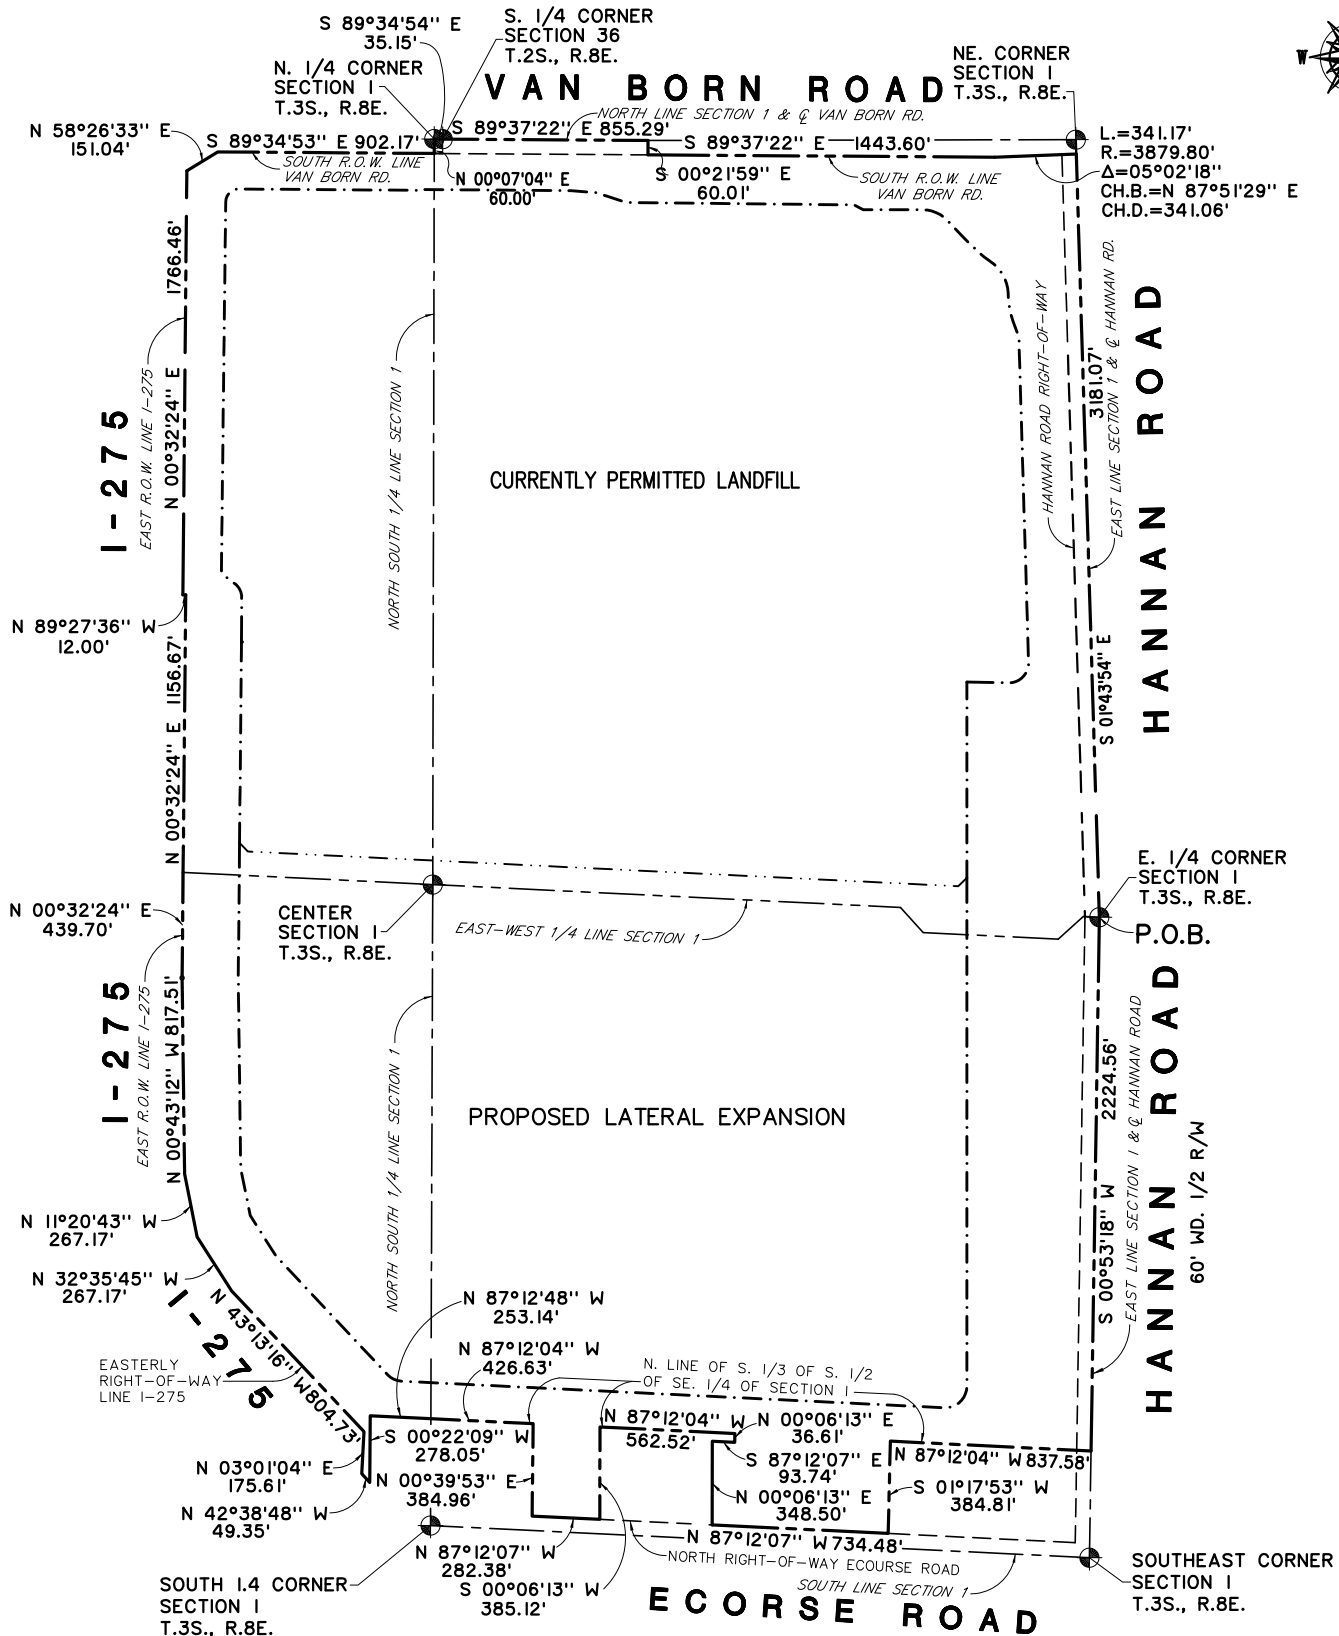 S 89°34'54" E
35.15'
S. 1/4 CORNER
SECTION 36
T.2S., R.8E.
N. 1/4 CORNER
SECTION 1
T.3S., R.8E.
NE. CORNER
SECTION 1
T.3S., R.8E.
W
VAN BORN ROAD
NORTH LINE SECTION 1 & ℄ VAN BORN RD.
N 58°26'33" E
151.04'
S 89°34'53" E 902.17'
SOUTH R.O.W. LINE
VAN BORN RD.
S 89°37'22" E 855.29'
S 89°37'22" E 1443.60'
SOUTH R.O.W. LINE
VAN BORN RD.
N 00°07'04" E
60.00'
S 00°21'59" E
60.01'
L.=341.17'
R.=3879.80'
Δ=05°02'18"
CH.B.=N 87°51'29" E
CH.D.=341.06'
1766.46'
N 00°32'24" E
EAST R.O.W. LINE I-275
I-275
NORTH SOUTH 1/4 LINE SECTION 1
CURRENTLY PERMITTED LANDFILL
HANNAN ROAD RIGHT-OF-WAY
3181.07'
S 01°43'54" E
EAST LINE SECTION 1 & ℄ HANNAN RD.
HANNAN ROAD
N 89°27'36" W
12.00'
N 00°32'24" E 1156.67'
E. 1/4 CORNER
SECTION 1
T.3S., R.8E.
P.O.B.
N 00°32'24" E
439.70'
CENTER
SECTION 1
T.3S., R.8E.
EAST-WEST 1/4 LINE SECTION 1
I-275
EAST R.O.W. LINE I-275
N 00°43'12" W 817.51'
NORTH SOUTH 1/4 LINE SECTION 1
PROPOSED LATERAL EXPANSION
2224.56'
S 00°53'18" W
EAST LINE SECTION 1 & ℄ HANNAN ROAD
HANNAN ROAD
60' WD. 1/2 R/W
N 11°20'43" W
267.17'
N 32°35'45" W
267.17'
I-275
N 43°13'16" W 804.73'
EASTERLY
RIGHT-OF-WAY
LINE I-275
N 87°12'48" W
253.14'
N 87°12'04" W
426.63'
N. LINE OF S. 1/3 OF S. 1/2
OF SE. 1/4 OF SECTION 1
N 87°12'04" W
562.52'
N 00°06'13" E
36.61'
S 00°22'09" W
278.05'
S 87°12'07" E
93.74'
N 87°12'04" W 837.58'
N 03°01'04" E
175.61'
N 00°39'53" E
384.96'
N 00°06'13" E
348.50'
S 01°17'53" W
384.81'
N 42°38'48" W
49.35'
N 87°12'07" W
282.38'
N 87°12'07" W 734.48'
NORTH RIGHT-OF-WAY ECOURSE ROAD
SOUTH LINE SECTION 1
S 00°06'13" W
385.12'
SOUTH 1.4 CORNER
SECTION 1
T.3S., R.8E.
ECORSE ROAD
SOUTHEAST CORNER
SECTION 1
T.3S., R.8E.